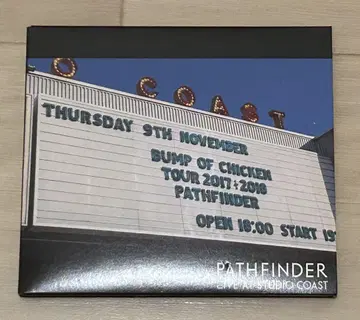 O COAST
THURSDAY 9TH NOVEMBER
BUMP OF CHICKEN
TOUR 2017-2018
PATHFINDER
OPEN 18:00 START 19
PATHFINDER
LIVE AT STUDIO COAST